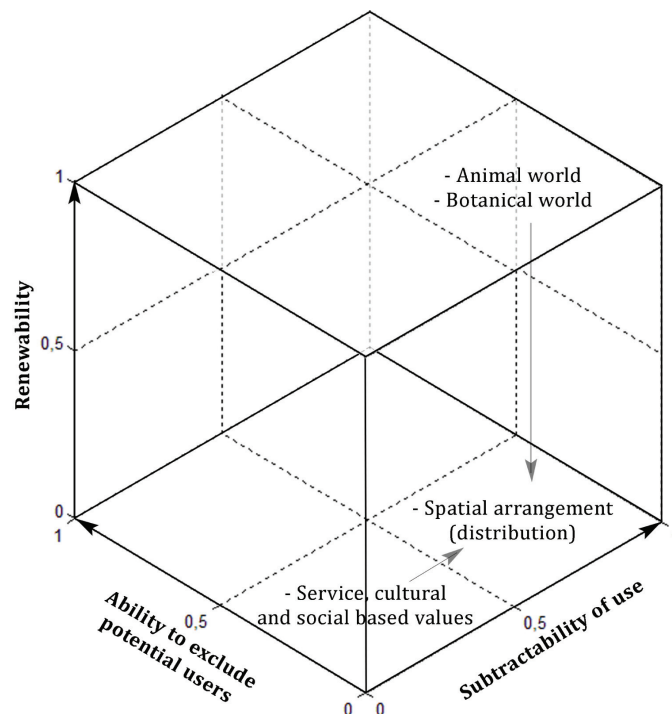 - Animal world
- Botanical world
1
Renewability
0,5
0
1
- Spatial arrangement
(distribution)
- Service, cultural
and social based values
0,5
0,5
Ability to exclude
potential users
Subtractability of use
0
0